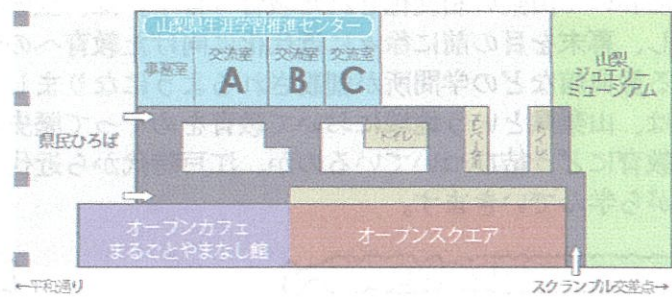 山梨県生涯学習推進センター
事務室
交流室
A
交流室
B
交流室
C
山梨
ジュエリー
ミュージアム
県民ひろば
トイレ
エレベーター
トイレ
オープンカフェ
まるごとやまなし館
オープンスクエア
←平和通り
スクランブル交差点→